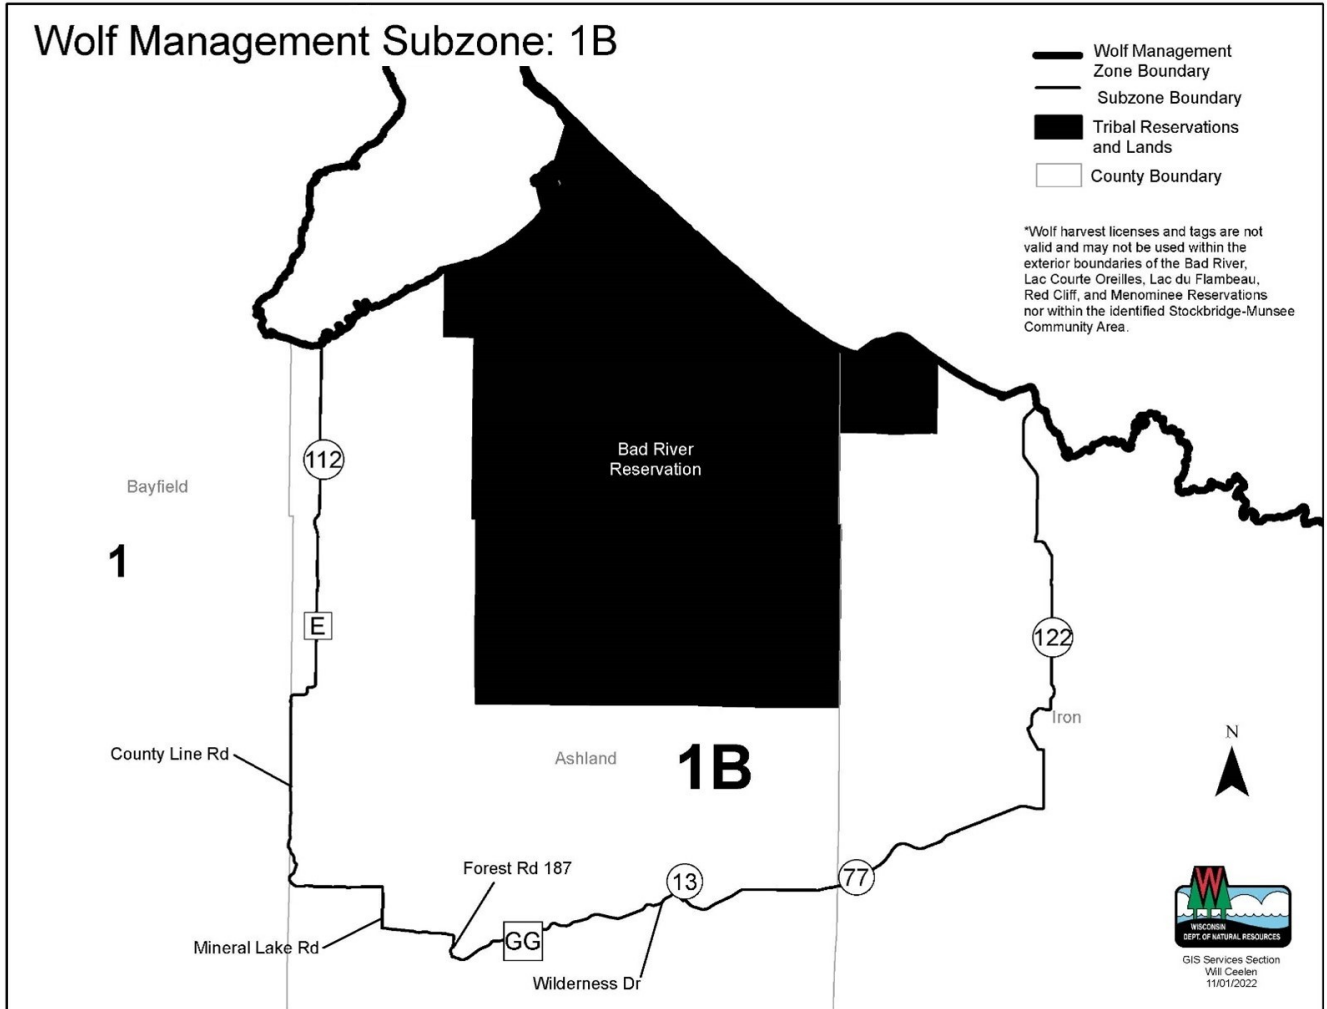 Wolf Management Subzone: 1B
Wolf Management
Zone Boundary
Subzone Boundary
Tribal Reservations
and Lands
County Boundary
*Wolf harvest licenses and tags are not
valid and may not be used within the
exterior boundaries of the Bad River,
Lac Courte Oreilles, Lac du Flambeau,
Red Cliff, and Menominee Reservations
nor within the identified Stockbridge-Munsee
Community Area.
112
Bad River
Reservation
Bayfield
1
E
122
Iron
County Line Rd
Ashland
1B
N
Forest Rd 187
13
77
Mineral Lake Rd
GG
Wilderness Dr
W
WISCONSIN
DEPT. OF NATURAL RESOURCES
GIS Services Section
Will Ceelen
11/01/2022